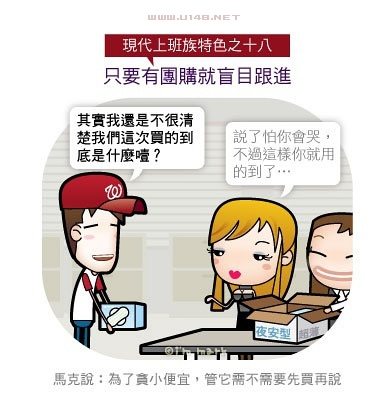 WWW.U148.NET
現代上班族特色之十八
只要有團購就盲目跟進
其實我還是不很清
楚我們這次買的到
底是什麼噎？
說了怕你會哭，
不過這樣你就用
的到了…
W
夜安型
超薄
馬克說：為了貪小便宜，管它需不需要先買再說